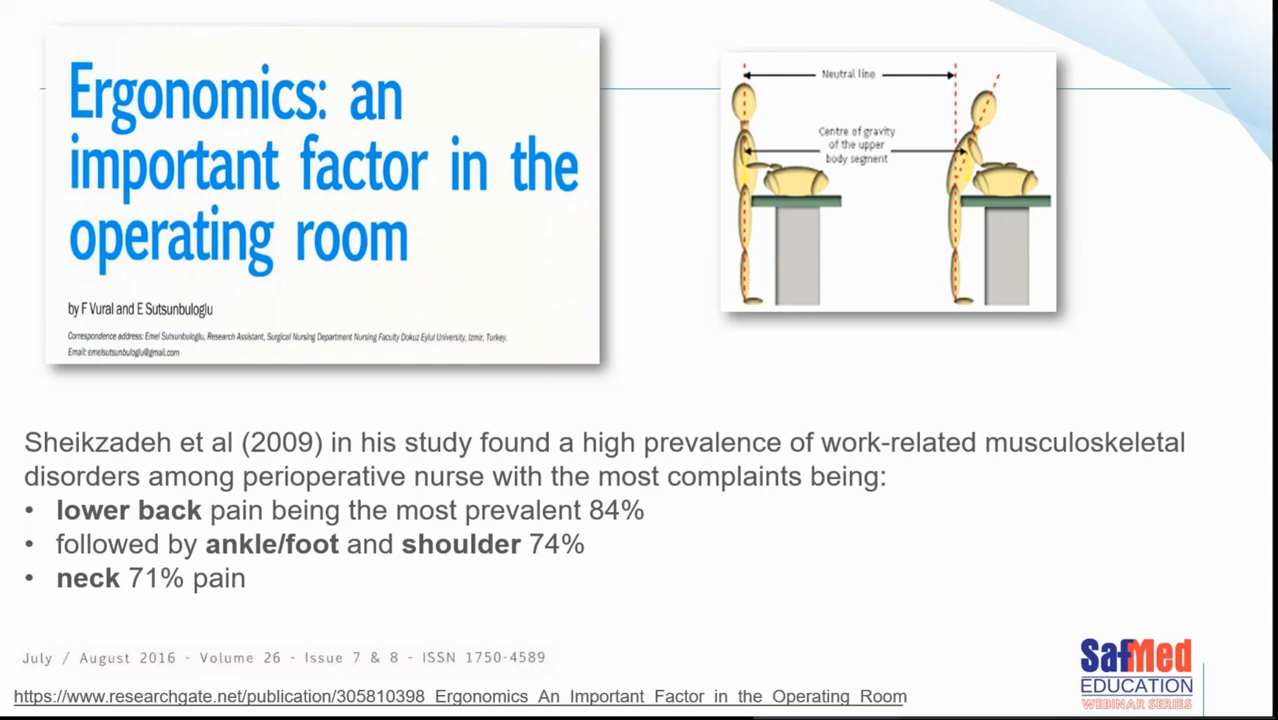 Ergonomics: an
important factor in the
operating room
by F Vural and E Sutsunbuloglu
Correspondence address: Emel Sutsunbuloglu, Research Assistant, Surgical Nursing Department Nursing Faculty Dokuz Eylul University, Izmir, Turkey.
Email: emelsutsunbuloglu@gmail.com
Neutral line
Centre of gravity
of the upper
body segment
Sheikzadeh et al (2009) in his study found a high prevalence of work-related musculoskeletal
disorders among perioperative nurse with the most complaints being:
• lower back pain being the most prevalent 84%
• followed by ankle/foot and shoulder 74%
• neck 71% pain
July / August 2016 - Volume 26 - Issue 7 & 8 - ISSN 1750-4589
https://www.researchgate.net/publication/305810398_Ergonomics_An_Important_Factor_in_the_Operating_Room
SafMed
EDUCATION
WEBINAR SERIES